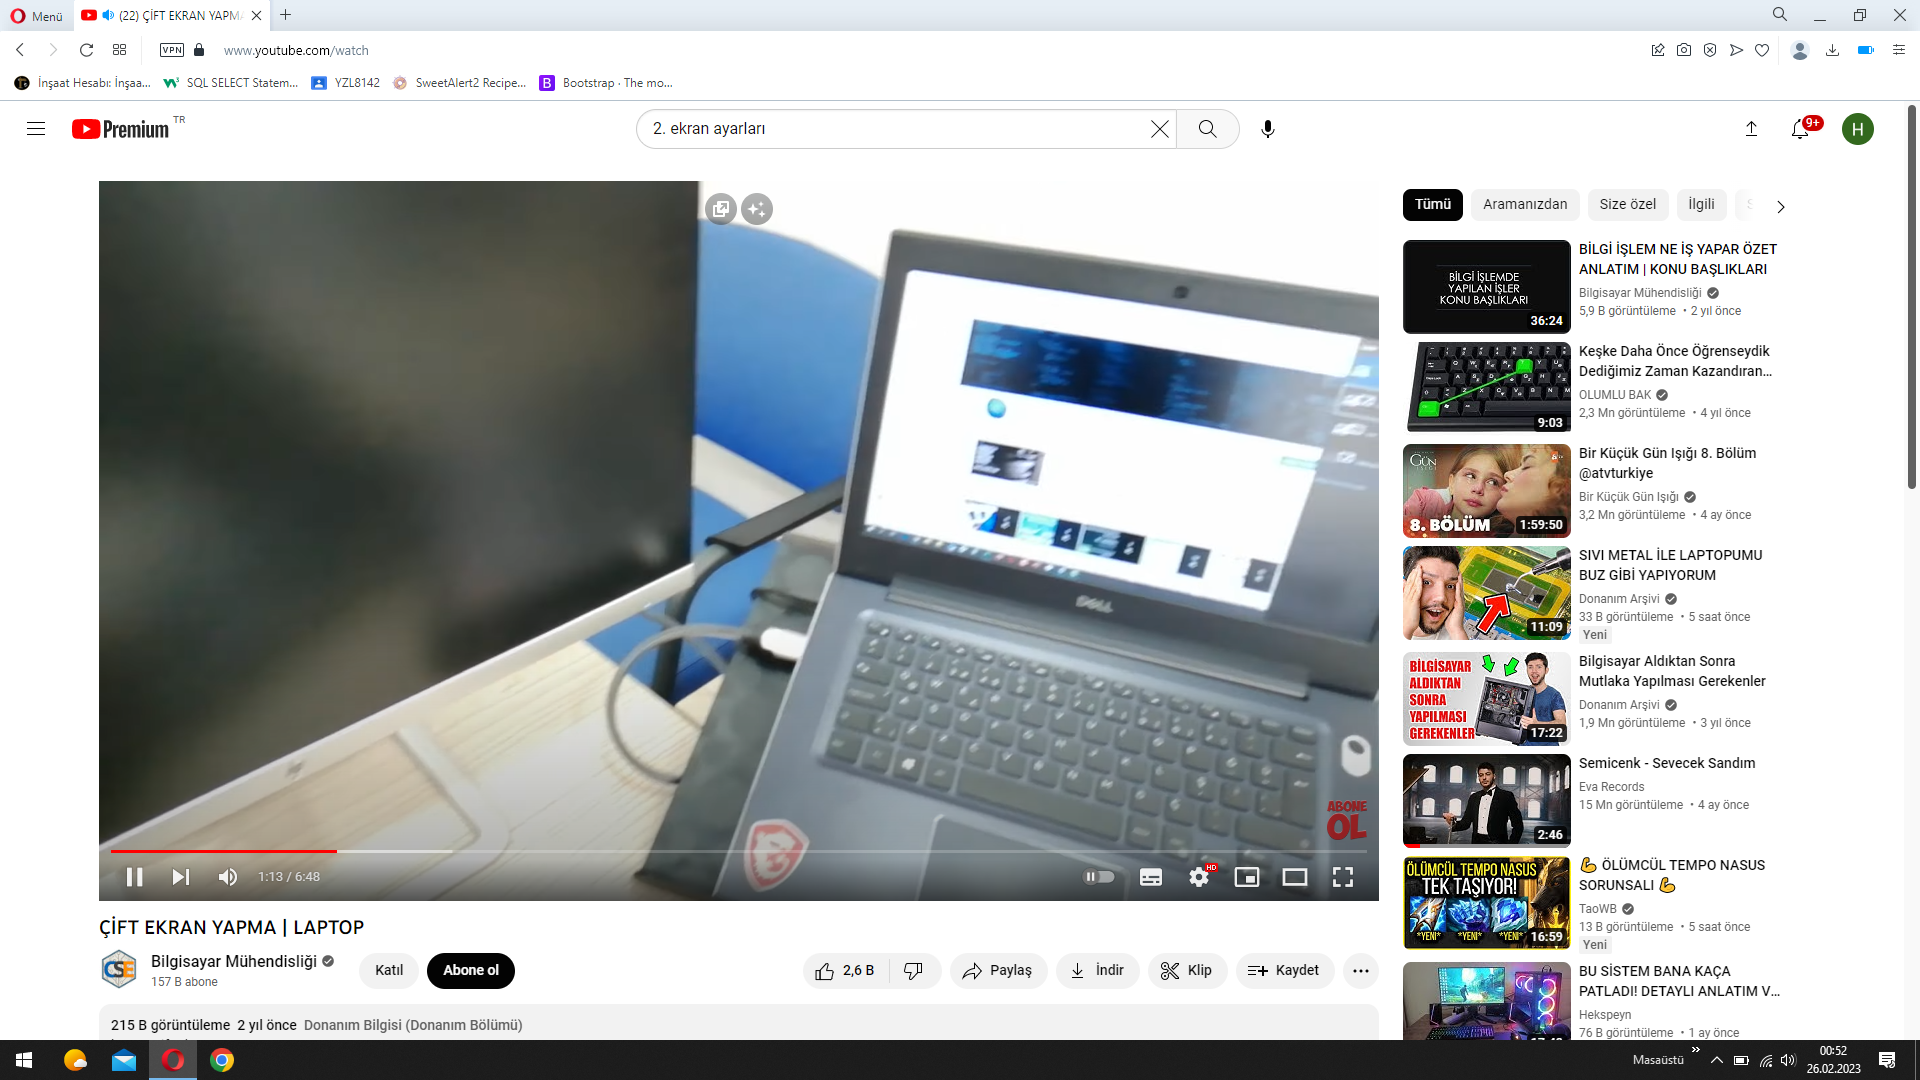 Menü
(22) ÇİFT EKRAN YAPMA
VPN
www.youtube.com/watch
İnşaat Hesabı: İnşaa...
SQL SELECT Statem...
YZL8142
SweetAlert2 Recipe...
Bootstrap · The mo...
Premium TR
2. ekran ayarları
9+
H
Tümü
Aramanızdan
Size özel
İlgili
DELL
ABONE
OL
1:13 / 6:48
HD
ÇİFT EKRAN YAPMA | LAPTOP
CSE
Bilgisayar Mühendisliği
157 B abone
Katıl
Abone ol
2,6 B
Paylaş
İndir
Klip
Kaydet
215 B görüntüleme 2 yıl önce Donanım Bilgisi (Donanım Bölümü)
BİLGİ İŞLEMDE
YAPILAN İŞLER
KONU BAŞLIKLARI
36:24
BİLGİ İŞLEM NE İŞ YAPAR ÖZET
ANLATIM | KONU BAŞLIKLARI
Bilgisayar Mühendisliği
5,9 B görüntüleme • 2 yıl önce
9:03
Keşke Daha Önce Öğrenseydik
Dediğimiz Zaman Kazandıran...
OLUMLU BAK
2,3 Mn görüntüleme • 4 yıl önce
GÜN
8. BÖLÜM
1:59:50
Bir Küçük Gün Işığı 8. Bölüm
@atvturkiye
Bir Küçük Gün Işığı
3,2 Mn görüntüleme • 4 ay önce
11:09
SIVI METAL İLE LAPTOPUMU
BUZ GİBİ YAPIYORUM
Donanım Arşivi
33 B görüntüleme • 5 saat önce
Yeni
BİLGİSAYAR
ALDIKTAN
SONRA
YAPILMASI
GEREKENLER
17:22
Bilgisayar Aldıktan Sonra
Mutlaka Yapılması Gerekenler
Donanım Arşivi
1,9 Mn görüntüleme • 3 yıl önce
2:46
Semicenk - Sevecek Sandım
Eva Records
15 Mn görüntüleme • 4 ay önce
ÖLÜMCÜL TEMPO NASUS
TEK TAŞIYOR!
*YENİ* *YENİ* *YENİ*
16:59
💪 ÖLÜMCÜL TEMPO NASUS
SORUNSALI 💪
TaoWB
13 B görüntüleme • 5 saat önce
Yeni
BU SİSTEM BANA KAÇA
PATLADI! DETAYLI ANLATIM V...
Hekspeyn
76 B görüntüleme • 1 ay önce
Masaüstü
00:52
26.02.2023